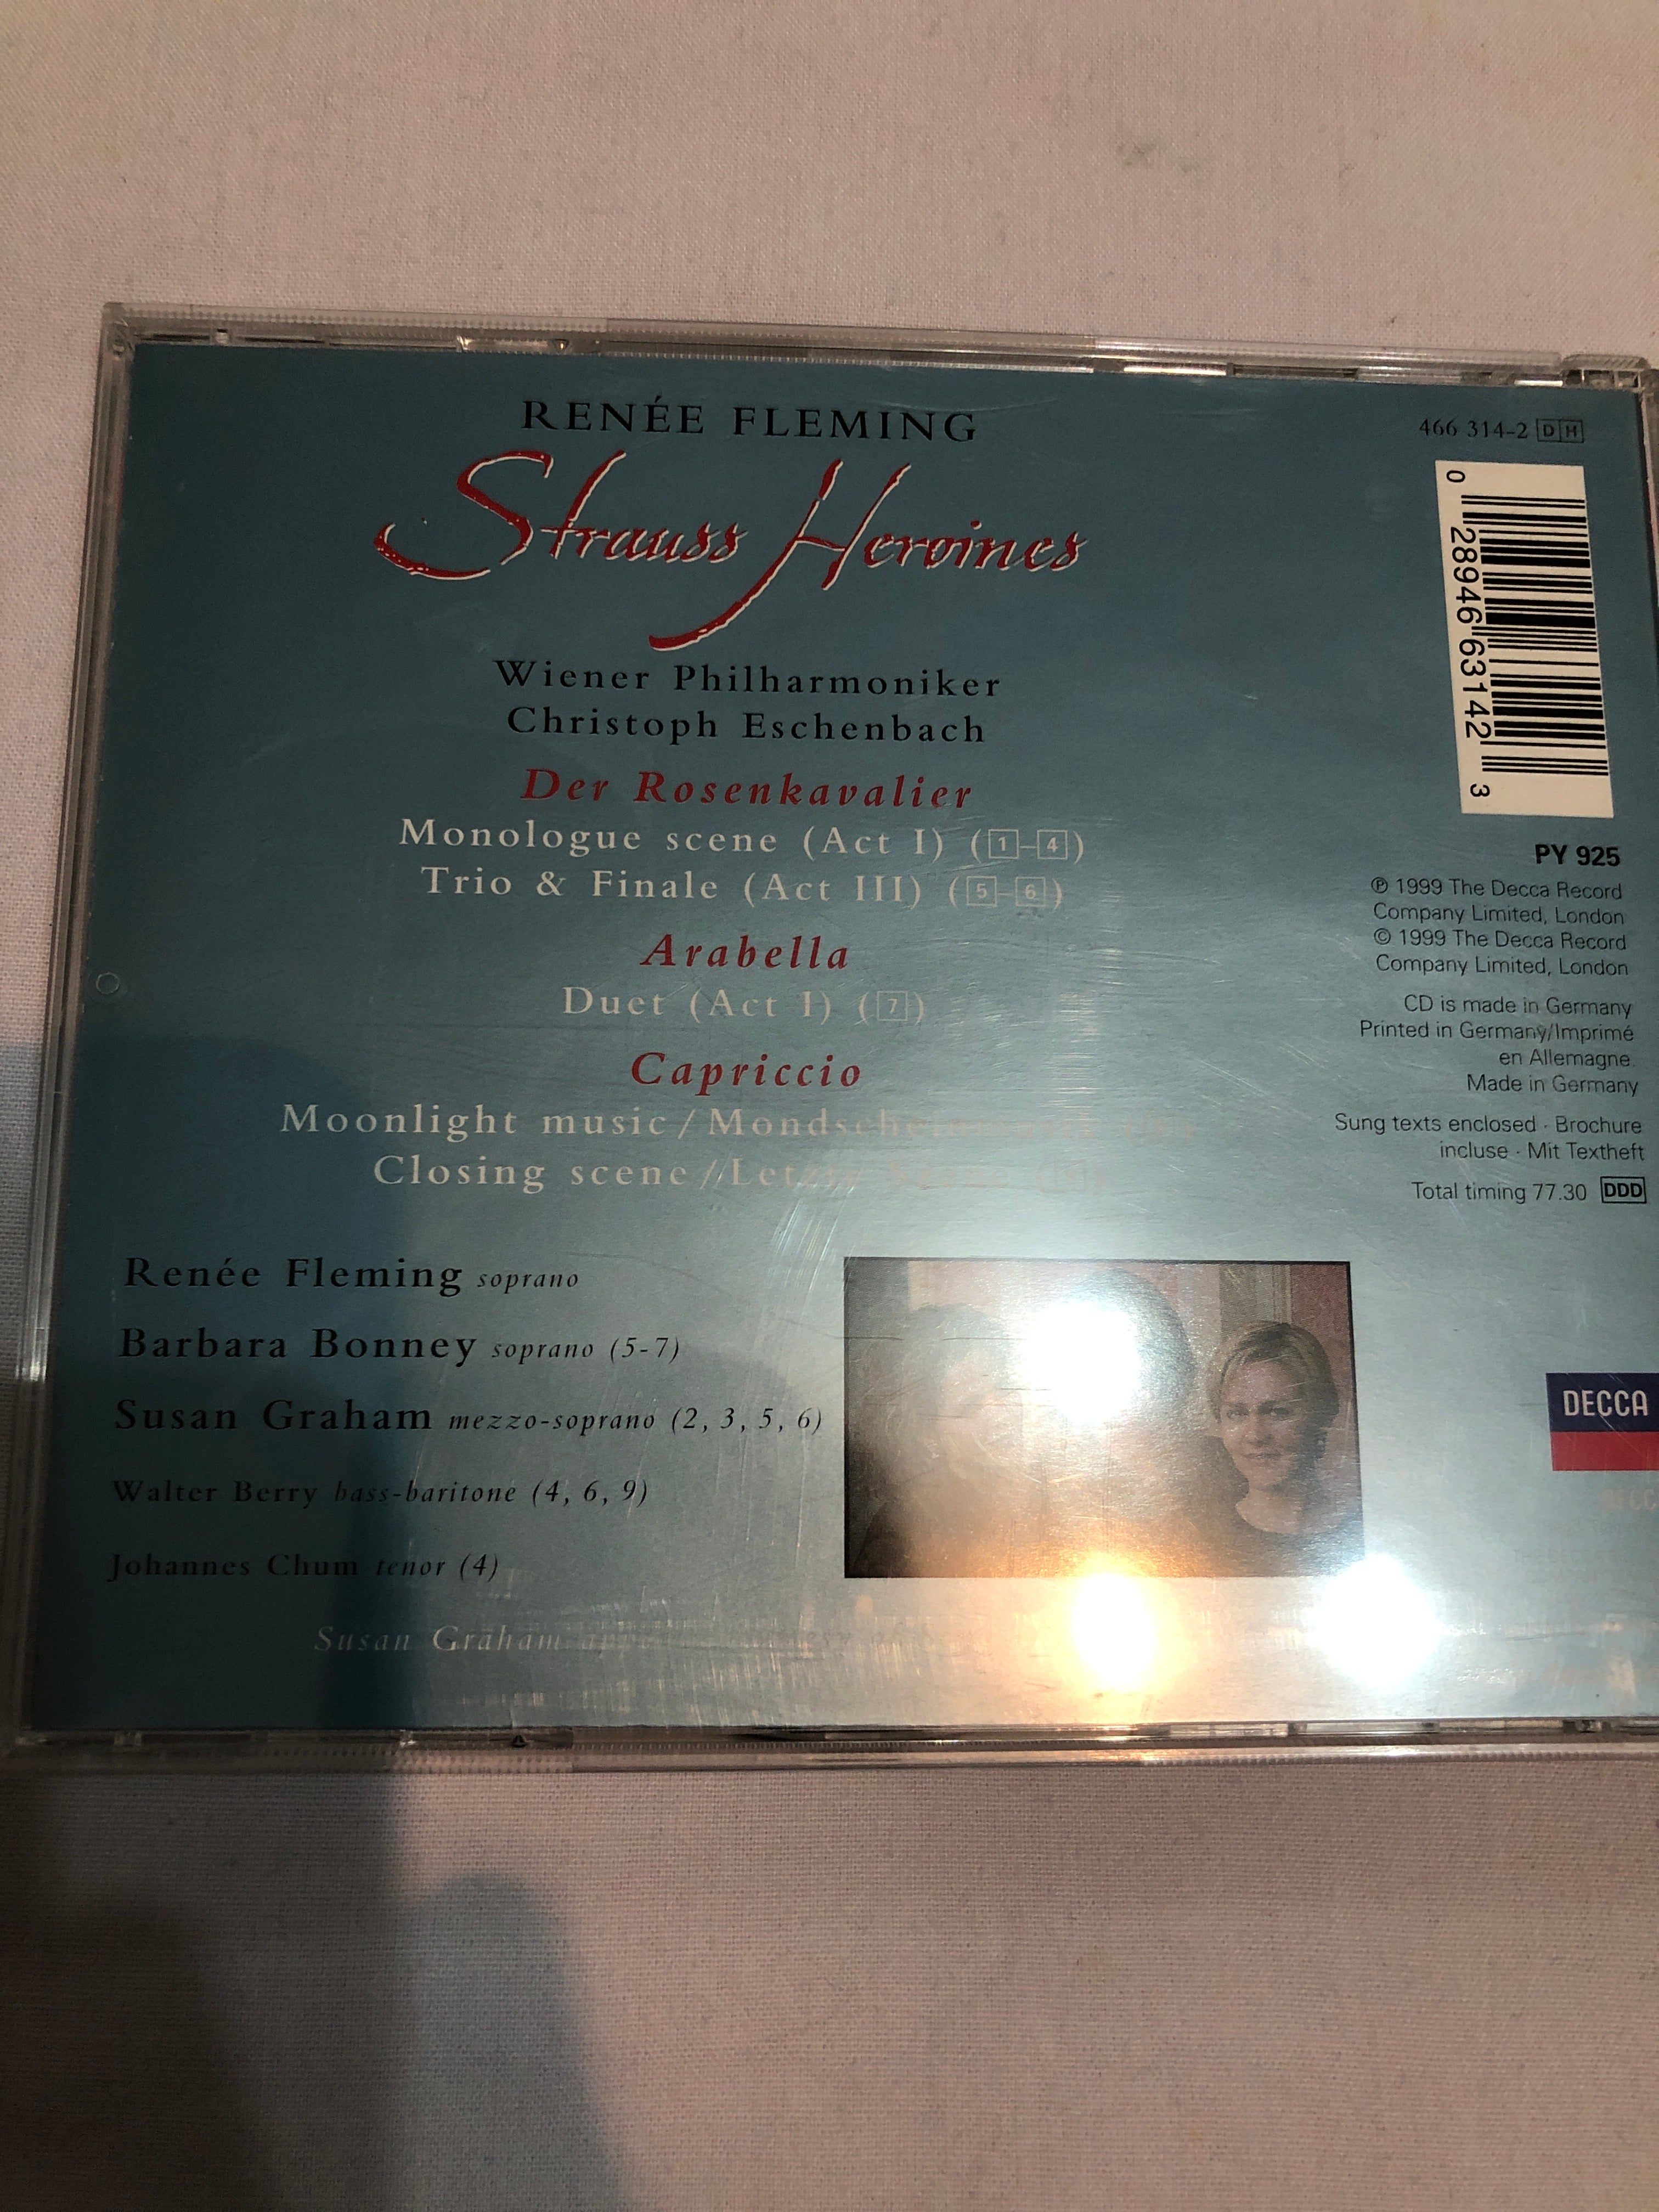 RENÉE FLEMING
Strauss Heroines
Wiener Philharmoniker
Christoph Eschenbach
Der Rosenkavalier
Monologue scene (Act I) (1–4)
Trio & Finale (Act III) (5–6)
Arabella
Duet (Act I) (7)
Capriccio
Moonlight music /
Closing scene //
Renée Fleming soprano
Barbara Bonney soprano (5-7)
Susan Graham mezzo-soprano (2, 3, 5, 6)
Walter Berry bass-baritone (4, 6, 9)
Johannes Chum tenor (4)
Susan Graham
466 314-2 DH
0 28946 63142 3
PY 925
℗ 1999 The Decca Record
Company Limited, London
© 1999 The Decca Record
Company Limited, London
CD is made in Germany
Printed in Germany/Imprimé
en Allemagne.
Made in Germany
Sung texts enclosed · Brochure
incluse · Mit Textheft
Total timing 77.30 DDD
DECCA